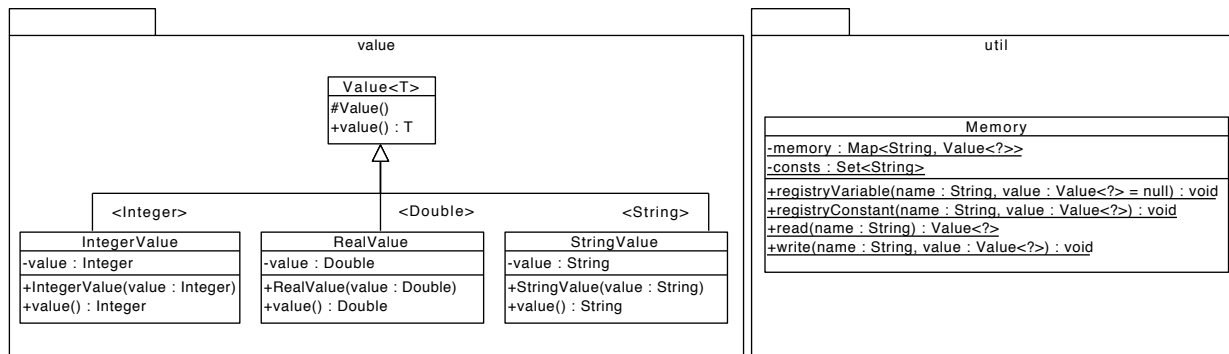 value
Value<T>
#Value()
+value() : T
<Integer>
<Double>
<String>
IntegerValue
-value : Integer
+IntegerValue(value : Integer)
+value() : Integer
RealValue
-value : Double
+RealValue(value : Double)
+value() : Double
StringValue
-value : String
+StringValue(value : String)
+value() : String
util
Memory
-memory : Map<String, Value<?>>
-consts : Set<String>
+registryVariable(name : String, value : Value<?> = null) : void
+registryConstant(name : String, value : Value<?>) : void
+read(name : String) : Value<?>
+write(name : String, value : Value<?>) : void